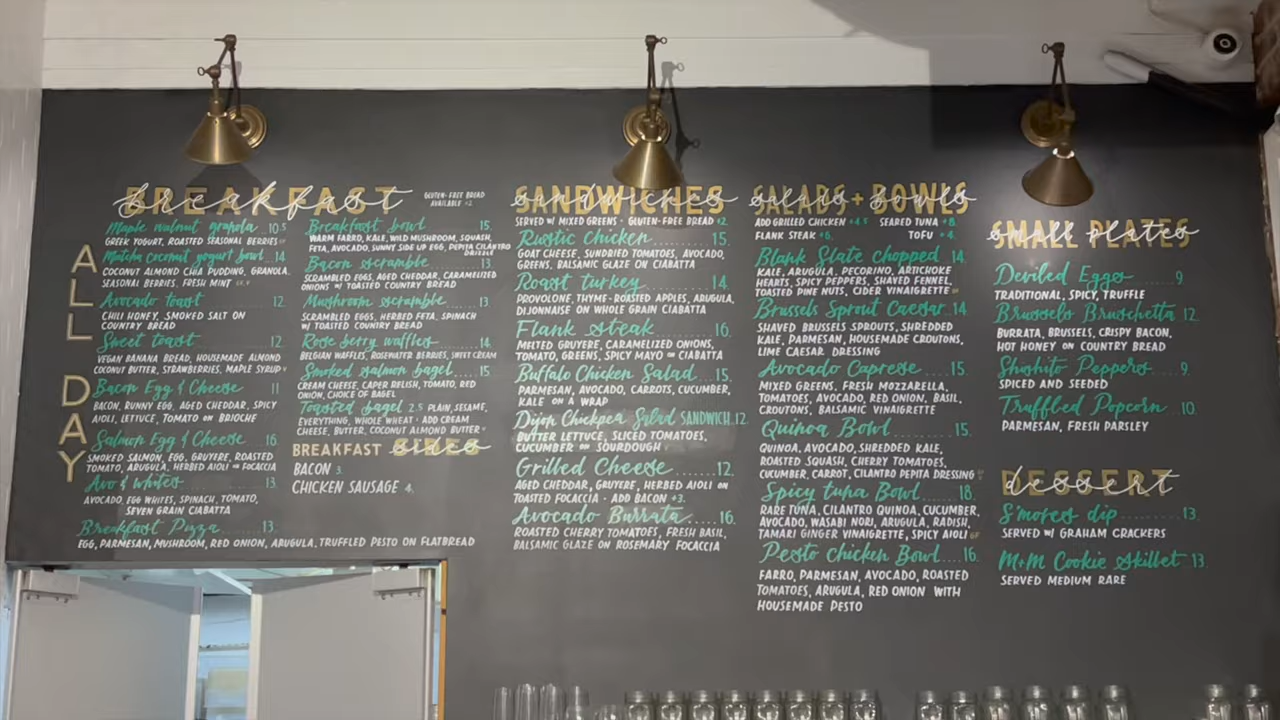 BREAKFAST
breakfast
GLUTEN-FREE BREAD
AVAILABLE +2
ALL
DAY
Maple walnut granola 10.5
GREEK YOGURT, ROASTED SEASONAL BERRIES
Matcha coconut yogurt bowl 14
COCONUT ALMOND CHIA PUDDING, GRANOLA,
SEASONAL BERRIES, FRESH MINT
Avocado toast 12.
CHILI HONEY, SMOKED SALT ON
COUNTRY BREAD
Sweet toast 12.
VEGAN BANANA BREAD, HOUSEMADE ALMOND
COCONUT BUTTER, STRAWBERRIES, MAPLE SYRUP V
Bacon Egg & Cheese 11
BACON, RUNNY EGG, AGED CHEDDAR, SPICY
AIOLI, LETTUCE, TOMATO on BRIOCHE
Salmon Egg & Cheese 16.
SMOKED SALMON, EGG, GRUYERE, ROASTED
TOMATO, ARUGULA, HERBED AIOLI on FOCACCIA
Avo & whites 13.
AVOCADO, EGG WHITES, SPINACH, TOMATO,
SEVEN GRAIN CIABATTA
Breakfast Pizza 13.
EGG, PARMESAN, MUSHROOM, RED ONION, ARUGULA, TRUFFLED PESTO ON FLATBREAD
Breakfast bowl 15.
WARM FARRO, KALE, WILD MUSHROOM, SQUASH,
FETA, AVOCADO, SUNNY SIDE UP EGG, PEPITA CILANTRO
DRIZZLE
Bacon scramble 13.
SCRAMBLED EGGS, AGED CHEDDAR, CARAMELIZED
ONIONS w/ TOASTED COUNTRY BREAD
Mushroom scramble 13
SCRAMBLED EGGS, HERBED FETA, SPINACH
w/ TOASTED COUNTRY BREAD
Rose berry waffles 14.
BELGIAN WAFFLES, ROSEWATER BERRIES, SWEET CREAM
Smoked salmon bagel 15
CREAM CHEESE, CAPER RELISH, TOMATO, RED
ONION, CHOICE OF BAGEL
Toasted bagel 2.5 PLAIN, SESAME,
EVERYTHING, WHOLE WHEAT · ADD CREAM
CHEESE, BUTTER, COCONUT ALMOND BUTTER
BREAKFAST SIDES
sides
BACON 3.
CHICKEN SAUSAGE 4.
SANDWICHES
sandwiches
SERVED w/ MIXED GREENS · GLUTEN-FREE BREAD +2.
Rustic Chicken 15.
GOAT CHEESE, SUNDRIED TOMATOES, AVOCADO,
GREENS, BALSAMIC GLAZE ON CIABATTA
Roast turkey 14.
PROVOLONE, THYME-ROASTED APPLES, ARUGULA,
DIJONNAISE ON WHOLE GRAIN CIABATTA
Flank steak 16.
MELTED GRUYERE, CARAMELIZED ONIONS,
TOMATO, GREENS, SPICY MAYO on CIABATTA
Buffalo Chicken Salad 15.
PARMESAN, AVOCADO, CARROTS, CUCUMBER,
KALE on A WRAP
Dijon Chickpea Salad SANDWICH.12.
BUTTER LETTUCE, SLICED TOMATOES,
CUCUMBER on SOURDOUGH
Grilled Cheese 12.
AGED CHEDDAR, GRUYERE, HERBED AIOLI on
TOASTED FOCACCIA · ADD BACON +3.
Avocado Burrata 16.
ROASTED CHERRY TOMATOES, FRESH BASIL,
BALSAMIC GLAZE ON ROSEMARY FOCACCIA
SALADS + BOWLS
salads + bowls
ADD GRILLED CHICKEN +4.5 SEARED TUNA +8.
FLANK STEAK +6. TOFU +4.
Blank Slate chopped 14.
KALE, ARUGULA, PECORINO, ARTICHOKE
HEARTS, SPICY PEPPERS, SHAVED FENNEL,
TOASTED PINE NUTS, CIDER VINAIGRETTE
Brussels Sprout Caesar 14
SHAVED BRUSSELS SPROUTS, SHREDDED
KALE, PARMESAN, HOUSEMADE CROUTONS,
LIME CAESAR DRESSING
Avocado Caprese 15.
MIXED GREENS, FRESH MOZZARELLA,
TOMATOES, AVOCADO, RED ONION, BASIL,
CROUTONS, BALSAMIC VINAIGRETTE
Quinoa Bowl 15.
QUINOA, AVOCADO, SHREDDED KALE,
ROASTED SQUASH, CHERRY TOMATOES,
CUCUMBER, CARROT, CILANTRO PEPITA DRESSING
Spicy tuna Bowl 18.
RARE TUNA, CILANTRO QUINOA, CUCUMBER,
AVOCADO, WASABI NORI, ARUGULA, RADISH,
TAMARI GINGER VINAIGRETTE, SPICY AIOLI
Pesto Chicken Bowl 16.
FARRO, PARMESAN, AVOCADO, ROASTED
TOMATOES, ARUGULA, RED ONION WITH
HOUSEMADE PESTO
SMALL PLATES
small plates
Deviled Eggs 9
TRADITIONAL, SPICY, TRUFFLE
Brussels Bruschetta 12.
BURRATA, BRUSSELS, CRISPY BACON,
HOT HONEY on COUNTRY BREAD
Shishito Peppers 9.
SPICED AND SEEDED
Truffled Popcorn 10.
PARMESAN, FRESH PARSLEY
DESSERT
dessert
S'mores dip 13.
SERVED w/ GRAHAM CRACKERS
M+M Cookie skillet 13.
SERVED MEDIUM RARE